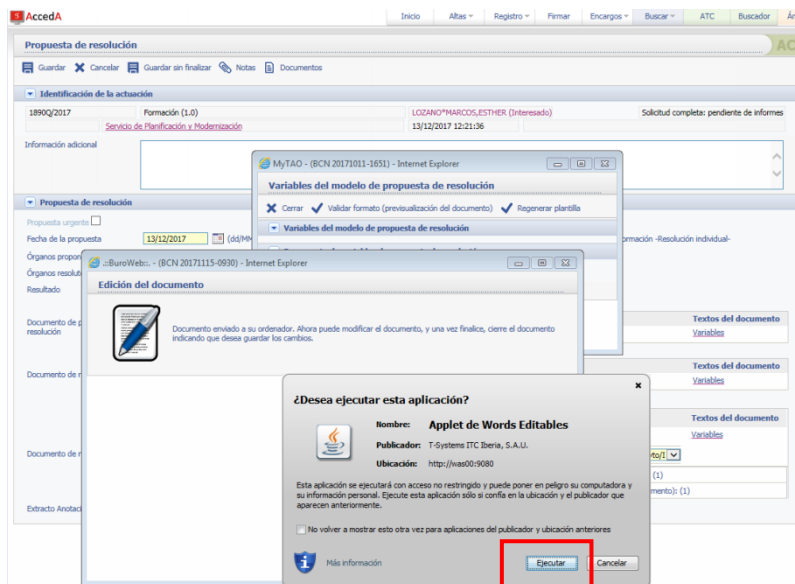 AccedA
Inicio Altas Registro Firmar Encargos Buscar ATC Buscador
Propuesta de resolución
Guardar Cancelar Guardar sin finalizar Notas Documentos
Identificación de la actuación
1890Q/2017 Formación (1.0) LOZANO*MARCOS,ESTHER (Interesado) Solicitud completa: pendiente de informes
Servicio de Planificación y Modernización 13/12/2017 12:21:36
Información adicional
MyTAO - (BCN 20171011-1651) - Internet Explorer
Variables del modelo de propuesta de resolución
Cerrar Validar formato (previsualización del documento) Regenerar plantilla
Variables del modelo de propuesta de resolución
Propuesta de resolución
Propuesta urgente
Fecha de la propuesta 13/12/2017 (dd/MM
ormación -Resolución individual-
Órganos propon
Órganos resolut
Resultado
.::BuroWeb::. - (BCN 20171115-0930) - Internet Explorer
Edición del documento
Documento enviado a su ordenador. Ahora puede modificar el documento, y una vez finalice, cierre el documento
indicando que desea guardar los cambios.
Documento de p
resolución
Textos del documento
Variables
Documento de r
Textos del documento
Variables
Documento de r
Textos del documento
Variables
(1)
mento): (1)
Extracto Anotaci
¿Desea ejecutar esta aplicación?
Nombre: Applet de Words Editables
Publicador: T-Systems ITC Iberia, S.A.U.
Ubicación: http://was00:9080
Esta aplicación se ejecutará con acceso no restringido y puede poner en peligro su computadora y
su información personal. Ejecute esta aplicación sólo si confía en la ubicación y el publicador que
aparecen anteriormente.
No volver a mostrar esto otra vez para aplicaciones del publicador y ubicación anteriores
Más información Ejecutar Cancelar